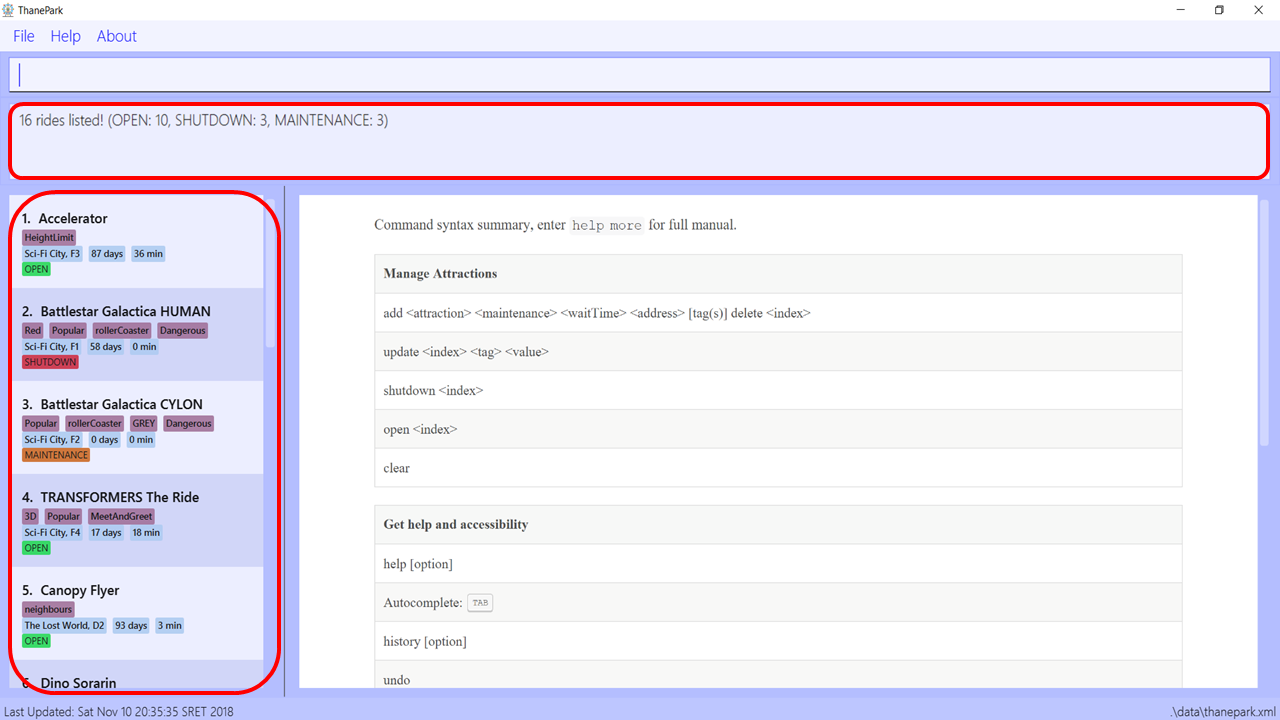 ThanePark
File Help About
16 rides listed! (OPEN: 10, SHUTDOWN: 3, MAINTENANCE: 3)
1. Accelerator
HeightLimit
Sci-Fi City, F3 87 days 36 min
OPEN
2. Battlestar Galactica HUMAN
Red Popular rollerCoaster Dangerous
Sci-Fi City, F1 58 days 0 min
SHUTDOWN
3. Battlestar Galactica CYLON
Popular rollerCoaster GREY Dangerous
Sci-Fi City, F2 0 days 0 min
MAINTENANCE
4. TRANSFORMERS The Ride
3D Popular MeetAndGreet
Sci-Fi City, F4 17 days 18 min
OPEN
5. Canopy Flyer
neighbours
The Lost World, D2 93 days 3 min
OPEN
6. Dino Sorarin
Command syntax summary, enter help more for full manual.
Manage Attractions
add <attraction> <maintenance> <waitTime> <address> [tag(s)] delete <index>
update <index> <tag> <value>
shutdown <index>
open <index>
clear
Get help and accessibility
help [option]
Autocomplete: TAB
history [option]
undo
Last Updated: Sat Nov 10 20:35:35 SRET 2018
.\data\thanepark.xml